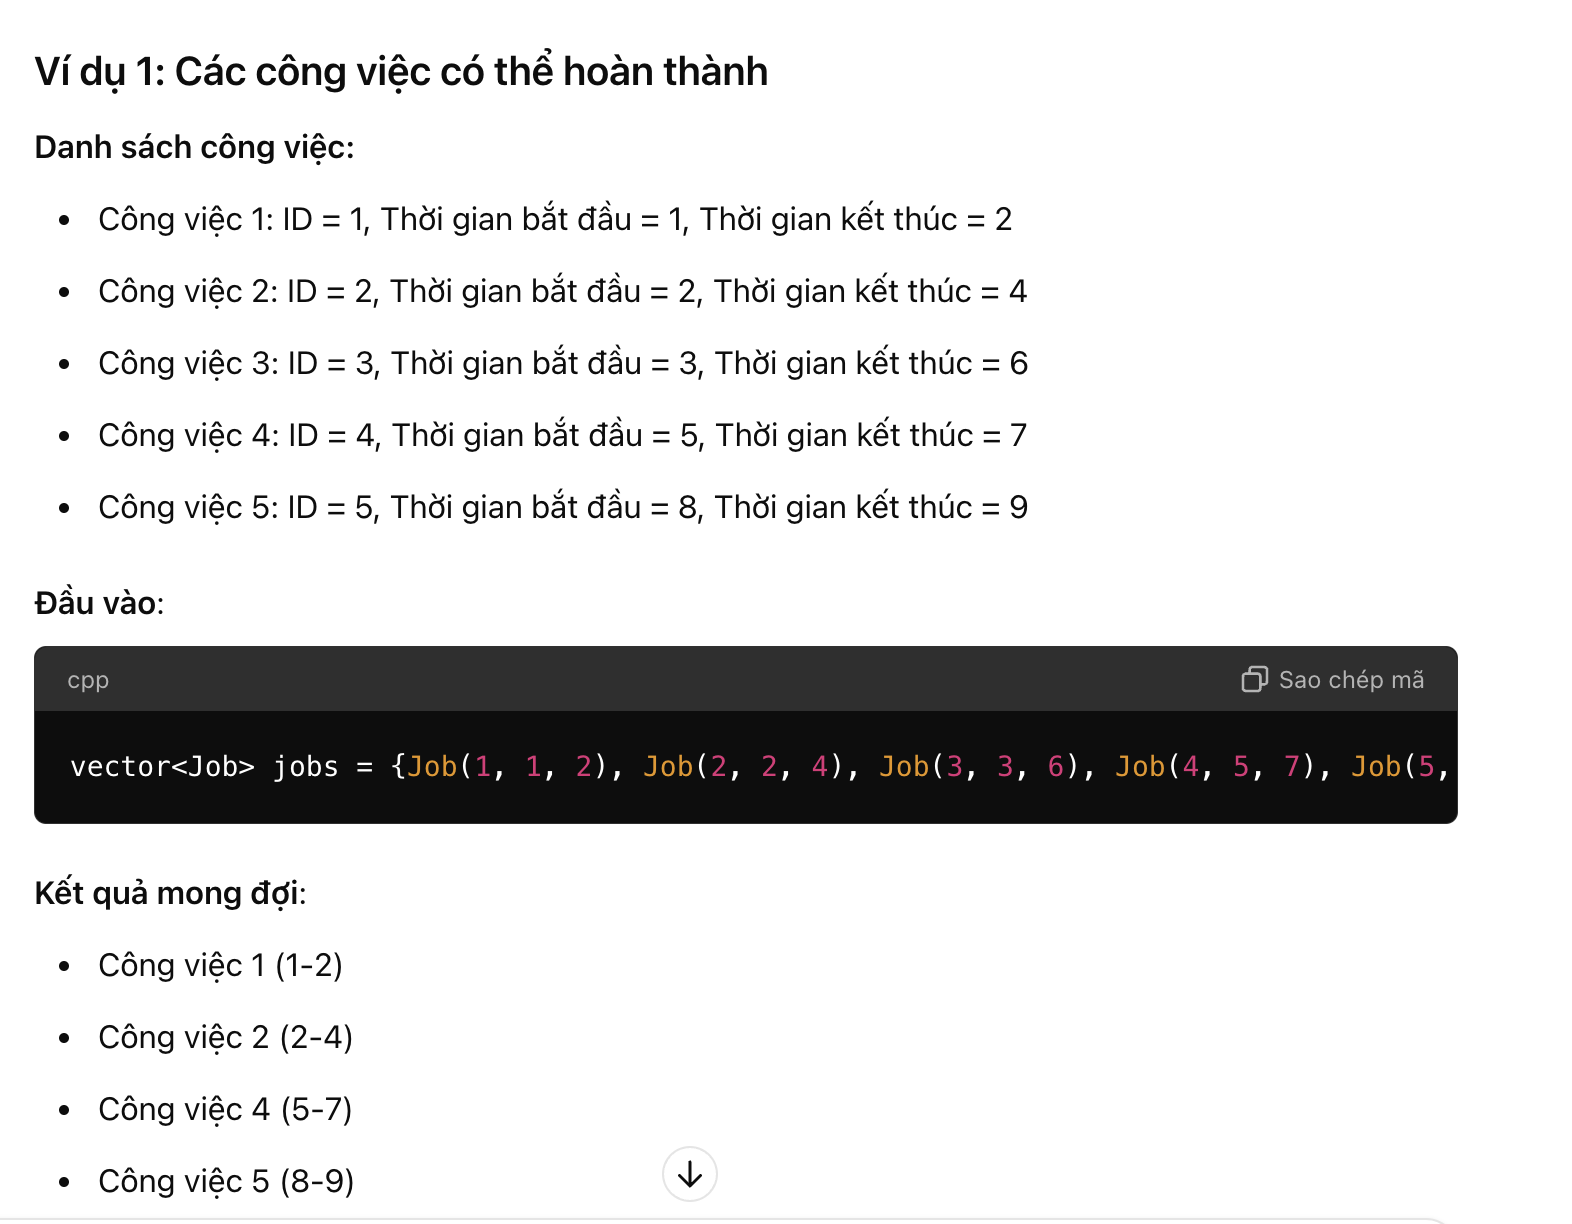 Ví dụ 1: Các công việc có thể hoàn thành
Danh sách công việc:
• Công việc 1: ID = 1, Thời gian bắt đầu = 1, Thời gian kết thúc = 2
• Công việc 2: ID = 2, Thời gian bắt đầu = 2, Thời gian kết thúc = 4
• Công việc 3: ID = 3, Thời gian bắt đầu = 3, Thời gian kết thúc = 6
• Công việc 4: ID = 4, Thời gian bắt đầu = 5, Thời gian kết thúc = 7
• Công việc 5: ID = 5, Thời gian bắt đầu = 8, Thời gian kết thúc = 9
Đầu vào:
cpp Sao chép mã
vector<Job> jobs = {Job(1, 1, 2), Job(2, 2, 4), Job(3, 3, 6), Job(4, 5, 7), Job(5,
Kết quả mong đợi:
• Công việc 1 (1-2)
• Công việc 2 (2-4)
• Công việc 4 (5-7)
• Công việc 5 (8-9)